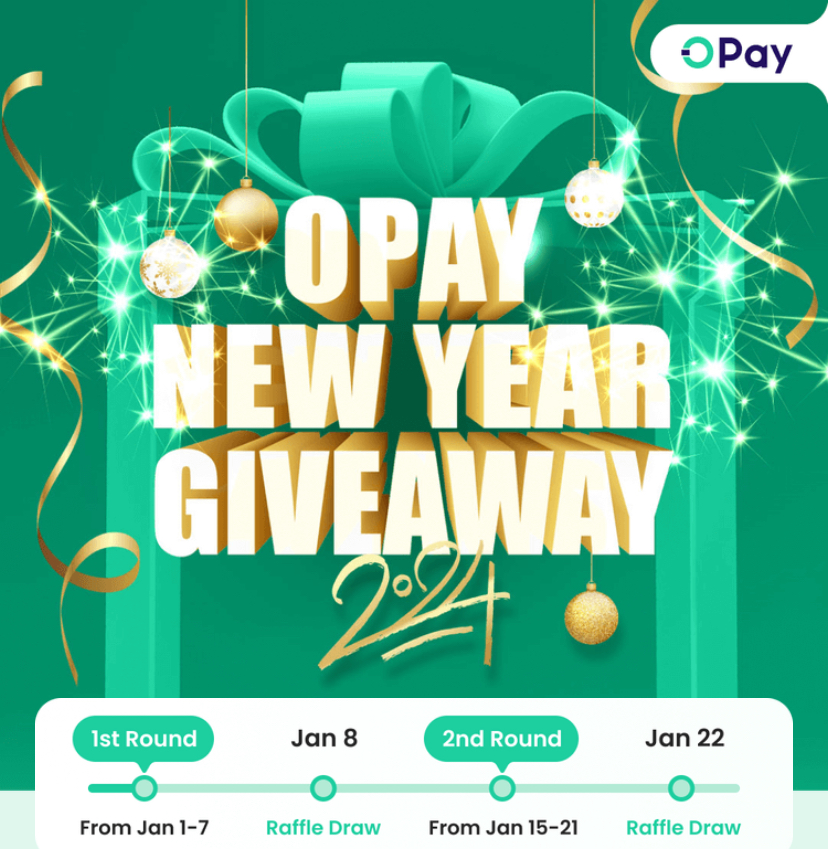 OPay
OPAY
NEW YEAR
GIVEAWAY
2024
1st Round
Jan 8
2nd Round
Jan 22
From Jan 1-7
Raffle Draw
From Jan 15-21
Raffle Draw